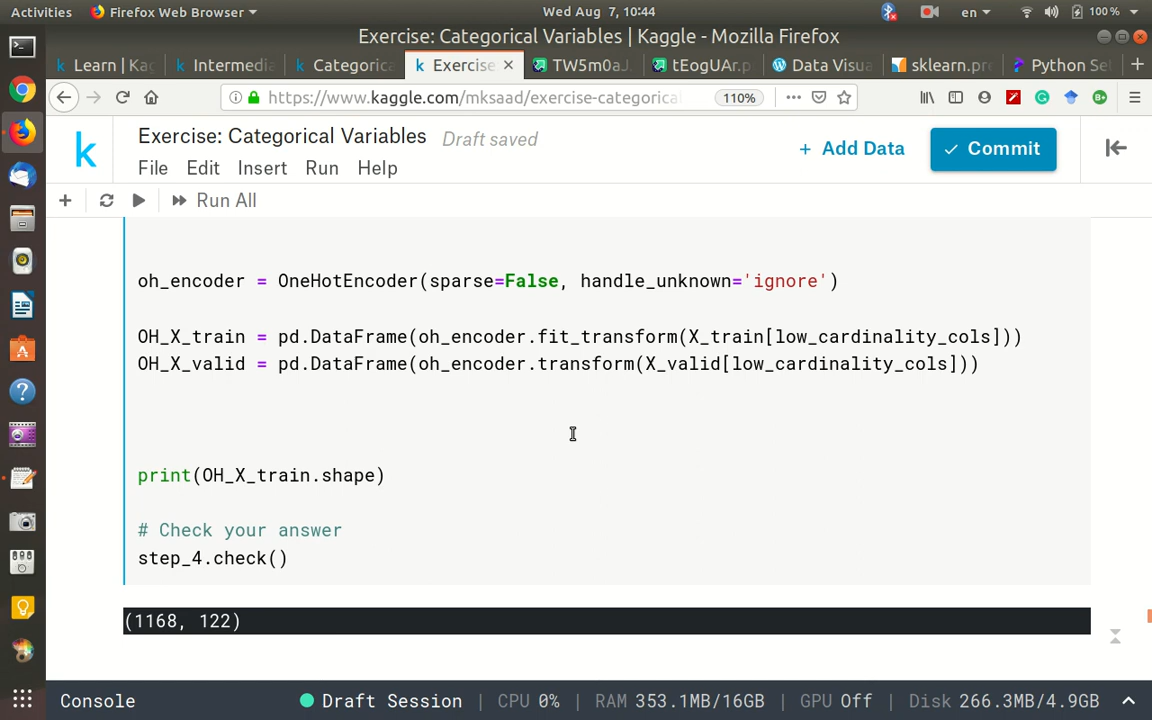 Activities Firefox Web Browser Wed Aug 7, 10:44 en 100 %
Exercise: Categorical Variables | Kaggle - Mozilla Firefox
Learn | Kag Intermedia Categorica Exercise TW5m0aJ tEogUAr.p Data Visua sklearn.pre Python Se
https://www.kaggle.com/mksaad/exercise-categorical 110%
Exercise: Categorical Variables Draft saved
+ Add Data Commit
File Edit Insert Run Help
Run All
oh_encoder = OneHotEncoder(sparse=False, handle_unknown='ignore')
OH_X_train = pd.DataFrame(oh_encoder.fit_transform(X_train[low_cardinality_cols]))
OH_X_valid = pd.DataFrame(oh_encoder.transform(X_valid[low_cardinality_cols]))
print(OH_X_train.shape)
# Check your answer
step_4.check()
(1168, 122)
Console Draft Session | CPU 0% | RAM 353.1MB/16GB | GPU Off | Disk 266.3MB/4.9GB